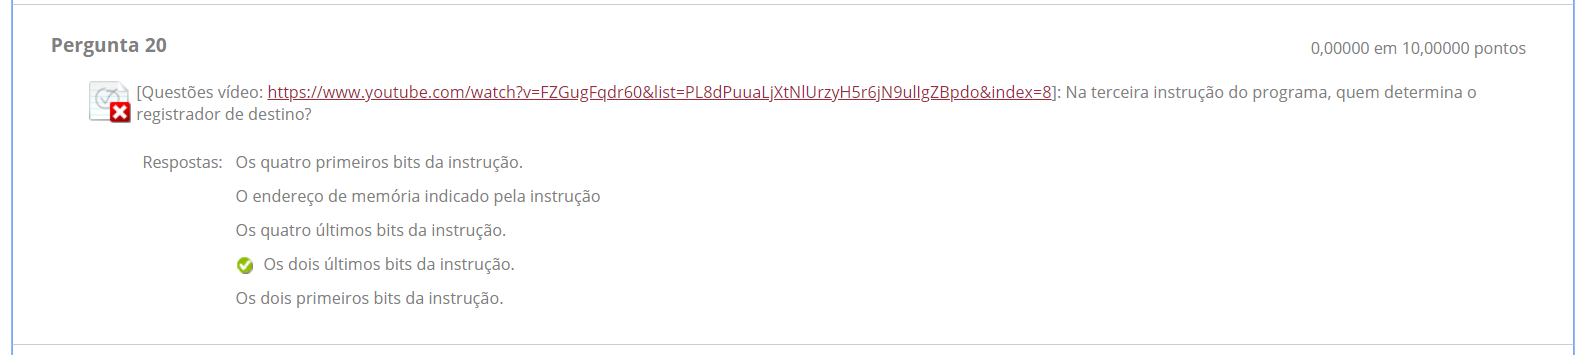 Pergunta 20
0,00000 em 10,00000 pontos
[Questões vídeo: https://www.youtube.com/watch?v=FZGugFqdr60&list=PL8dPuuaLjXtNlUrzyH5r6jN9ulIgZBpdo&index=8]: Na terceira instrução do programa, quem determina o
registrador de destino?
Respostas: Os quatro primeiros bits da instrução.
O endereço de memória indicado pela instrução
Os quatro últimos bits da instrução.
Os dois últimos bits da instrução.
Os dois primeiros bits da instrução.